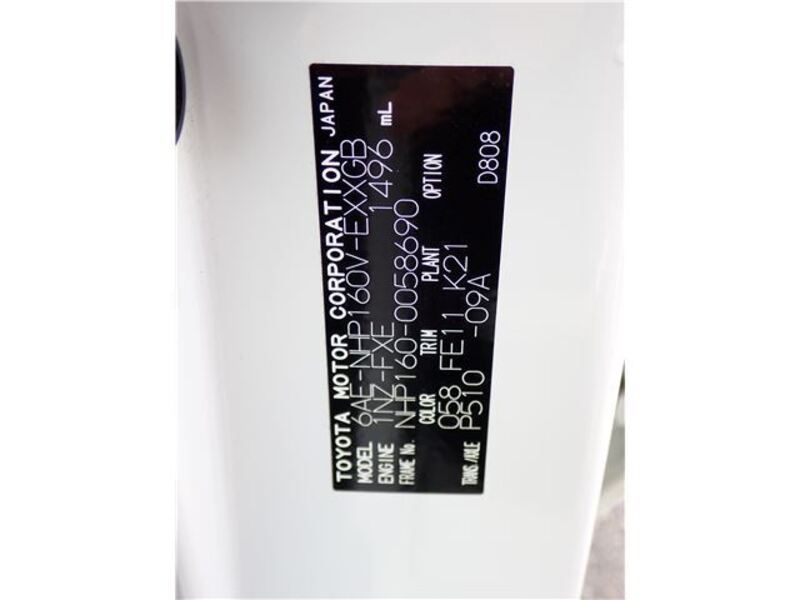 TOYOTA MOTOR CORPORATION JAPAN
MODEL 6AE-NHP160V-EXXGB
ENGINE 1NZ-FXE 1496 mL
FRAME No. NHP160-0058690
COLOR TRIM PLANT OPTION
058 FE11 K21
TRANS./AXLE P510 -09A D808